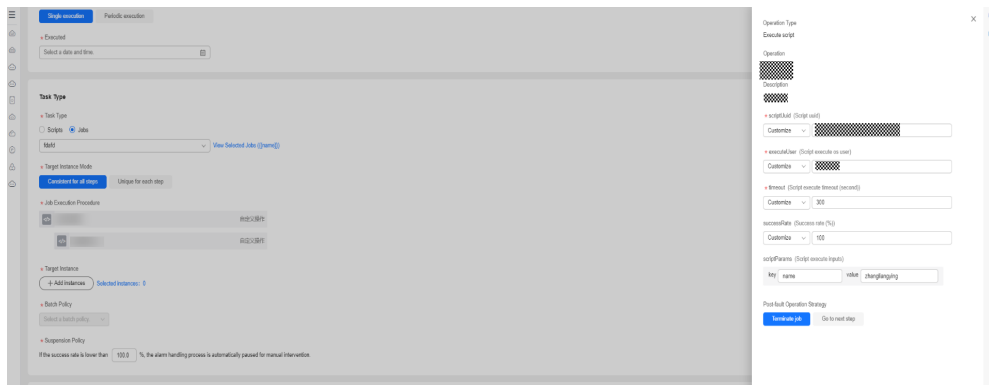 Single execution
Periodic execution
* Executed
Select a date and time.
Task Type
* Task Type
Scripts
Jobs
fdafd
View Selected Jobs ({name})
* Target Instance Mode
Consistent for all steps
Unique for each step
* Job Execution Procedure
自定义操作
自定义操作
* Target Instance
+ Add Instances
Selected Instances: 0
* Batch Policy
Select a batch policy.
* Suspension Policy
If the success rate is lower than 100.0 %, the alarm handling process is automatically paused for manual intervention.
Operation Type
Execute script
Operation
Description
* scriptUuid (Script uuid)
Customize
* executeUser (Script execute os user)
Customize
* timeout (Script execute timeout (second))
Customize 300
successRate (Success rate (%))
Customize 100
scriptParams (Script execute inputs)
key name value zhangliangying
Post-fault Operation Strategy
Terminate job
Go to next step